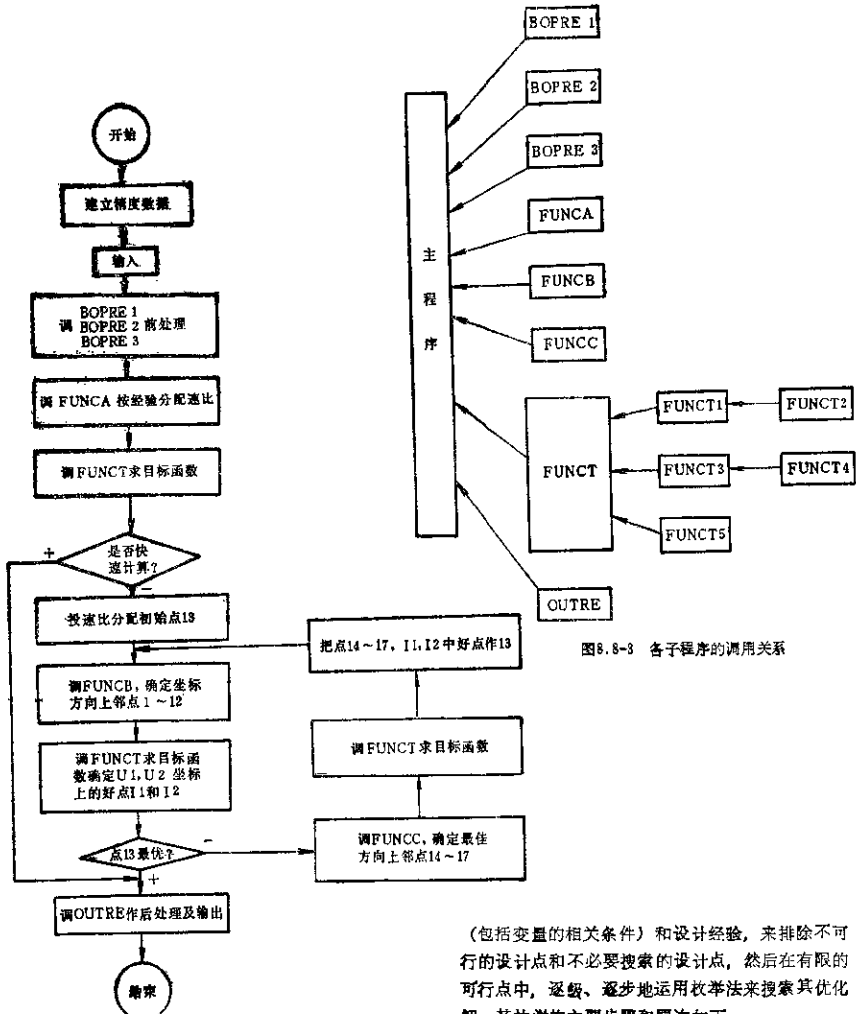 开始
建立精度数据
输入
BOPRE 1
调 BOPRE 2 前处理
BOPRE 3
调 FUNCA 按经验分配速比
调FUNCT求目标函数
是否快
速计算?
+
−
投速比分配初始点13
调FUNCB, 确定坐标
方向上邻点1～12
调FUNCT求目标函
数确定U1,U2 坐标
上的好点I1和I2
点13最优?
−
+
调OUTRE作后处理及输出
结束
把点14～17, I1,I2中好点作13
调FUNCT求目标函数
调FUNCC, 确定最佳
方向上邻点14～17
主
程
序
BOPRE 1
BOPRE 2
BOPRE 3
FUNCA
FUNCB
FUNCC
FUNCT
FUNCT1
FUNCT2
FUNCT3
FUNCT4
FUNCT5
OUTRE
图8.8-3 各子程序的调用关系
(包括变量的相关条件) 和设计经验, 来排除不可
行的设计点和不必要搜索的设计点, 然后在有限的
可行点中, 逐级、逐步地运用枚举法来搜索其优化